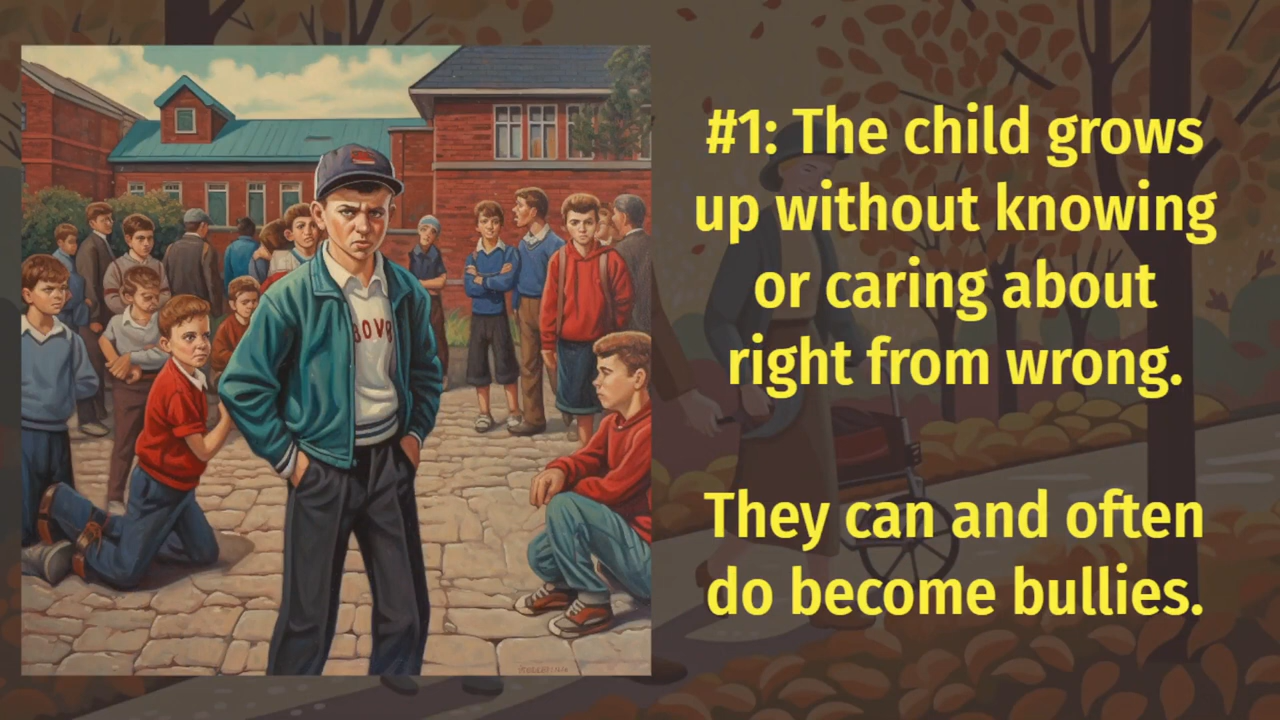 #1: The child grows
up without knowing
or caring about
right from wrong.
They can and often
do become bullies.